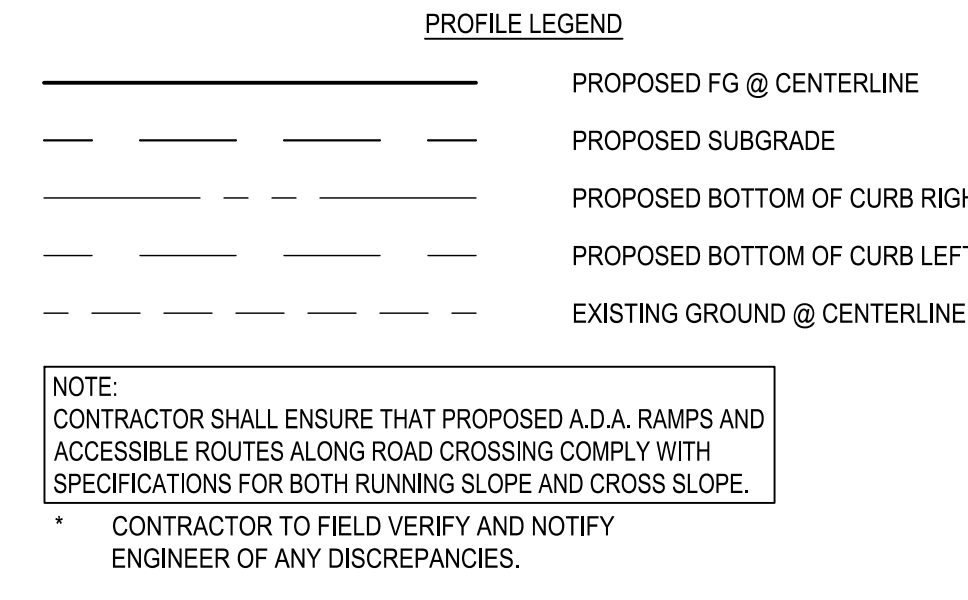 PROFILE LEGEND
PROPOSED FG @ CENTERLINE
PROPOSED SUBGRADE
PROPOSED BOTTOM OF CURB
PROPOSED BOTTOM OF CURB LEFT
EXISTING GROUND @ CENTERLINE
NOTE:
CONTRACTOR SHALL ENSURE THAT PROPOSED A.D.A. RAMPS AND
ACCESSIBLE ROUTES ALONG ROAD CROSSING COMPLY WITH
SPECIFICATIONS FOR BOTH RUNNING SLOPE AND CROSS SLOPE.
* CONTRACTOR TO FIELD VERIFY AND NOTIFY
ENGINEER OF ANY DISCREPANCIES.